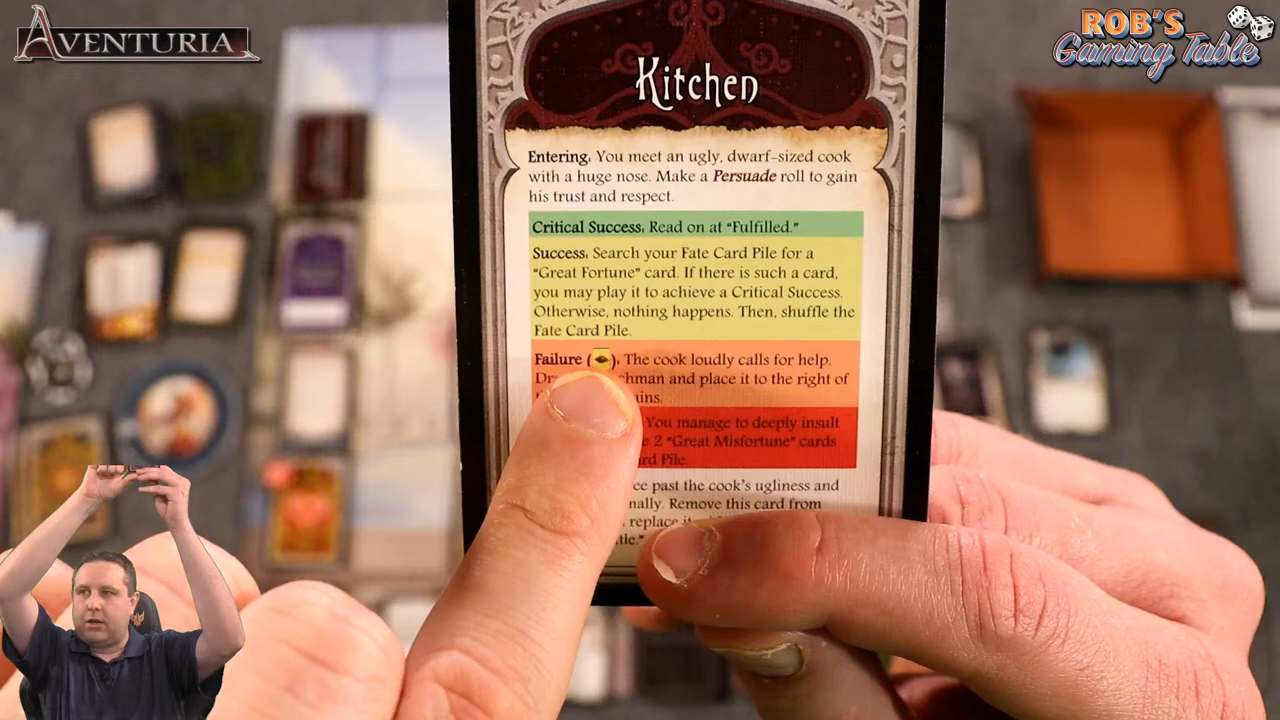 AVENTURIA
ROB'S
Gaming Table
Kitchen
Entering. You meet an ugly, dwarf-sized cook
with a huge nose. Make a Persuade roll to gain
his trust and respect.
Critical Success. Read on at "Fulfilled."
Success. Search your Fate Card Pile for a
"Great Fortune" card. If there is such a card,
you may play it to achieve a Critical Success.
Otherwise, nothing happens. Then, shuffle the
Fate Card Pile.
Failure ( ). The cook loudly calls for help.
and place it to the right of
You manage to deeply insult
2 "Great Misfortune" cards
Pile.
past the cook's ugliness and
Remove this card from
replace